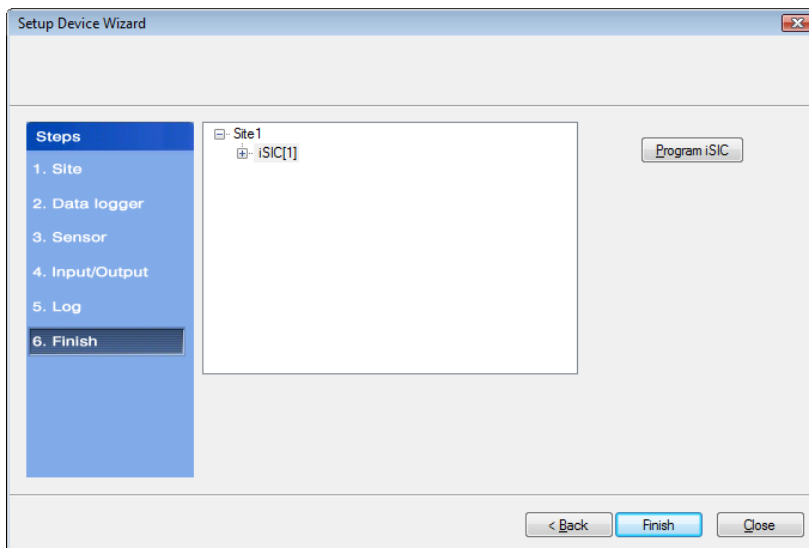 Setup Device Wizard
Steps
1. Site
2. Data logger
3. Sensor
4. Input/Output
5. Log
6. Finish
Site1
iSIC[1]
Program iSIC
< Back
Finish
Close